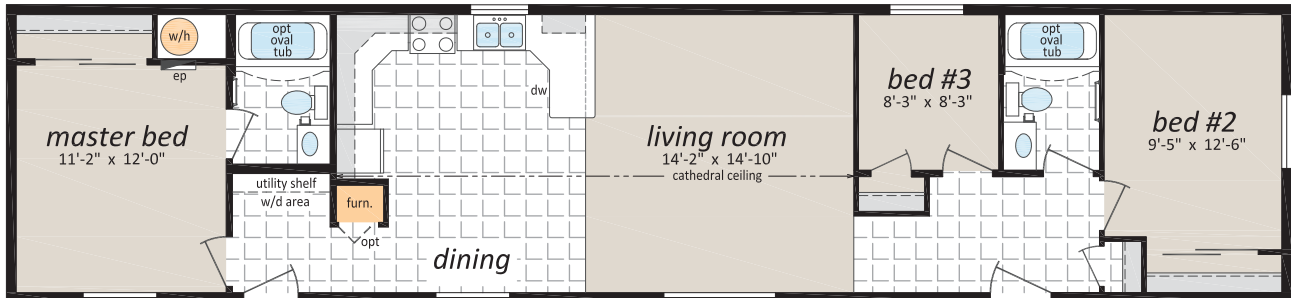 w/h
ep
master bed
11'-2" x 12'-0"
opt
oval
tub
utility shelf
w/d area
furn.
opt
dining
dw
living room
14'-2" x 14'-10"
cathedral ceiling
bed #3
8'-3" x 8'-3"
opt
oval
tub
bed #2
9'-5" x 12'-6"